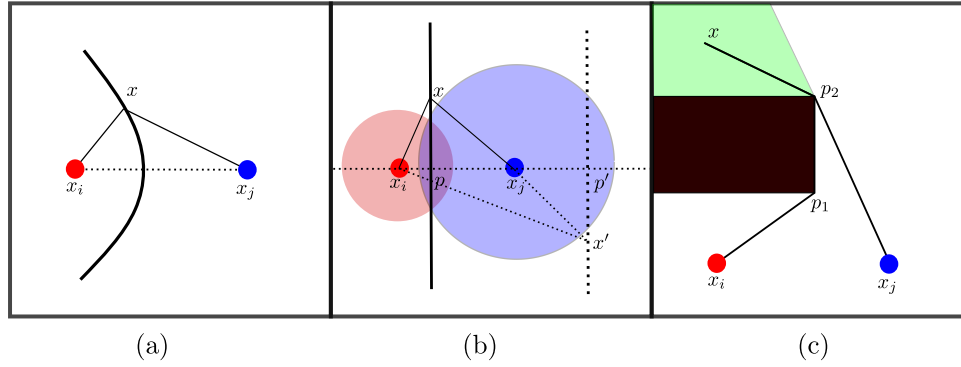 x
x_i
x_j
(a)
x
x_i
p
x_j
p′
x′
(b)
x
p_2
p_1
x_i
x_j
(c)